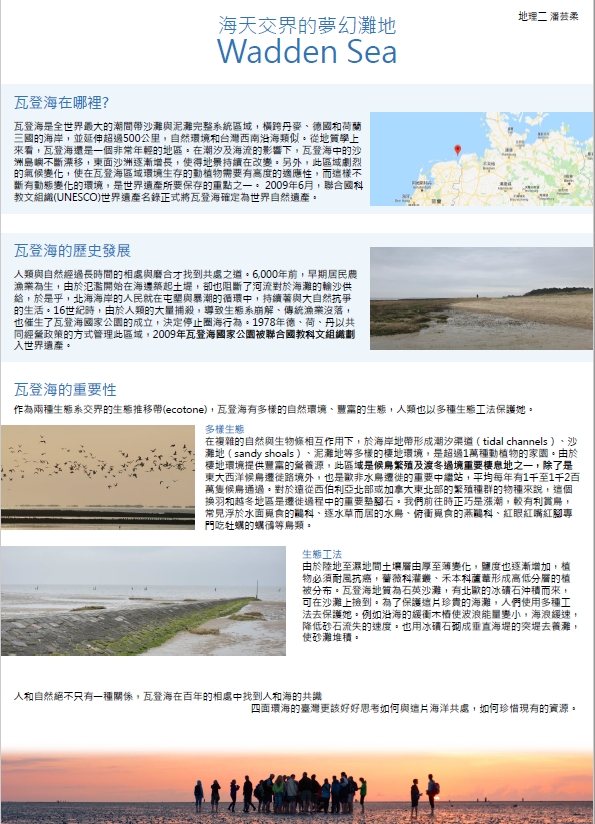 地理二 潘芸柔
海天交界的夢幻灘地
Wadden Sea
瓦登海在哪裡?
瓦登海是全世界最大的潮間帶沙灘與泥灘完整系統區域，橫跨丹麥、德國和荷蘭
三國的海岸，並延伸超過500公里，自然環境和台灣西南沿海類似。從地質學上
來看，瓦登海還是一個非常年輕的地區。在潮汐及海流的影響下，瓦登海中的沙
洲島嶼不斷漂移，東面沙洲逐漸增長，使得地景持續在改變。另外，此區域劇烈
的氣候變化，使在瓦登海區域環境生存的動植物需要有高度的適應性，而這樣不
斷有動態變化的環境，是世界遺產所要保存的重點之一。 2009年6月，聯合國科
教文組織(UNESCO)世界遺產名錄正式將瓦登海確定為世界自然遺產。
瓦登海的歷史發展
人類與自然經過長時間的相處與磨合才找到共處之道。6,000年前，早期居民農
漁業為生，由於氾濫開始在海邊築起土堤，卻也阻斷了河流對於海灘的輸沙供
給，於是乎，北海海岸的人民就在屯墾與暴潮的循環中，持續著與大自然抗爭
的生活。16世紀時，由於人類的大量捕殺，導致生態系崩解、傳統漁業沒落，
也催生了瓦登海國家公園的成立，決定停止圈海行為。1978年德、荷、丹以共
同經營政策的方式管理此區域，2009年瓦登海國家公園被聯合國教科文組織劃
入世界遺產。
瓦登海的重要性
作為兩種生態系交界的生態推移帶(ecotone)，瓦登海有多樣的自然環境、豐富的生態，人類也以多種生態工法保護她。
多樣生態
在複雜的自然與生物條相互作用下，於海岸地帶形成潮汐渠道（tidal channels）、沙
灘地（sandy shoals）、泥灘地等多樣的棲地環境，是超過1萬種動植物的家園。由於
棲地環境提供豐富的營養源，此區域是候鳥繁殖及渡冬過境重要棲息地之一，除了是
東大西洋候鳥遷徙路境外，也是歐非水鳥遷徙的重要中繼站，平均每年有1千至1千2百
萬隻候鳥通過。對於遠從西伯利亞北部或加拿大東北部的繁殖種群的物種來說，這個
換羽和越冬地區是遷徙過程中的重要墊腳石。我們前往時正巧是漲潮，較有利賞鳥，
常見浮於水面覓食的鷸科、逐水草而居的水鳥、俯衝覓食的燕鷗科、紅眼紅嘴紅腳專
門吃牡蠣的蠣鴴等鳥類。
生態工法
由於陸地至濕地間土壤層由厚至薄變化，鹽度也逐漸增加，植
物必須耐風抗癌，薔薇科灌叢、禾本科蘆葦形成高低分層的植
被分布。瓦登海地質為石英沙灘，有北歐的冰磧石沖積而來，
可在沙灘上撿到。為了保護這片珍貴的海灘，人們使用多種工
法去保護她。例如沿海的緩衝木樁使波浪能量變小，海浪緩速，
降低砂石流失的速度。也用冰磧石砌成垂直海堤的突堤去養灘，
使砂灘堆積。
人和自然絕不只有一種關係，瓦登海在百年的相處中找到人和海的共識
四面環海的臺灣更該好好思考如何與這片海洋共處，如何珍惜現有的資源。